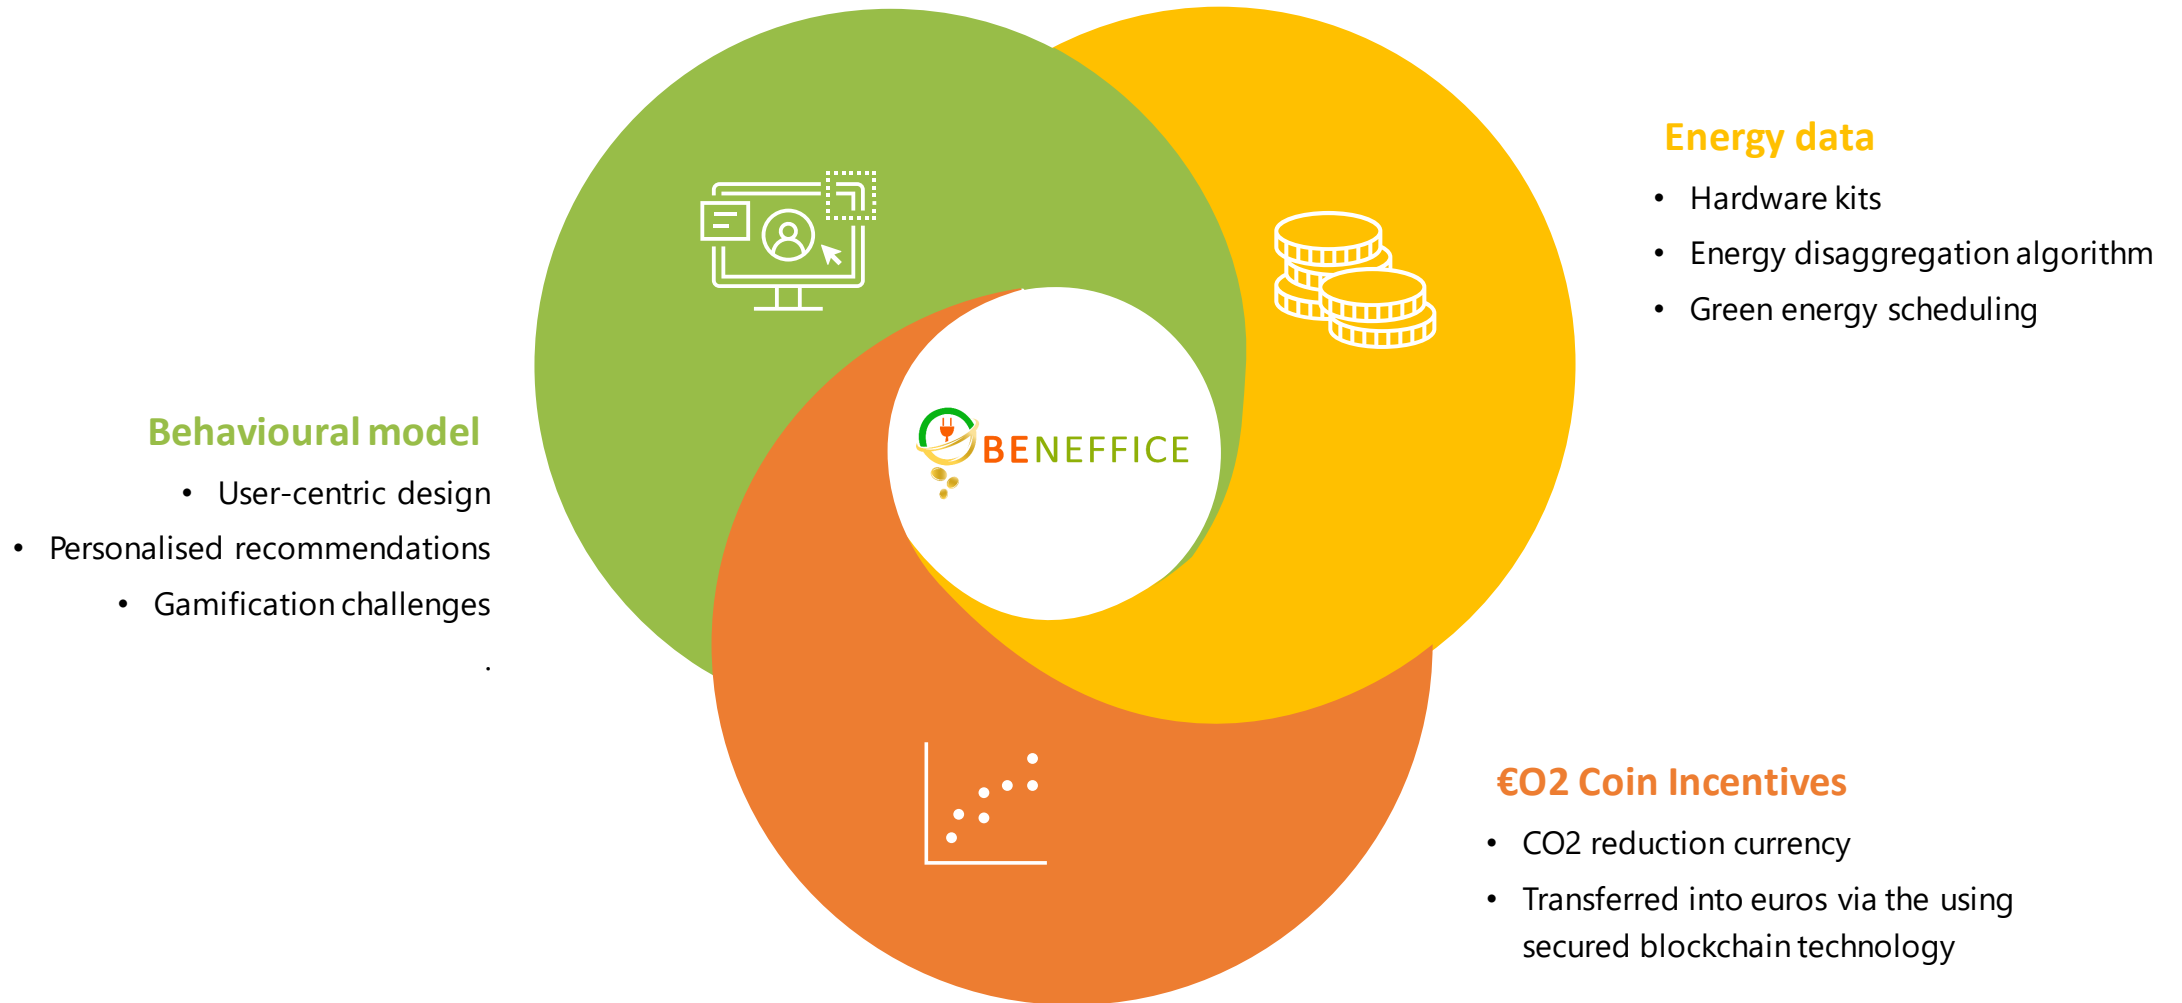 Energy data
• Hardware kits
• Energy disaggregation algorithm
• Green energy scheduling
Behavioural model
• User-centric design
• Personalised recommendations
• Gamification challenges
.
BENEFFICE
€O2 Coin Incentives
• CO2 reduction currency
• Transferred into euros via the using
secured blockchain technology